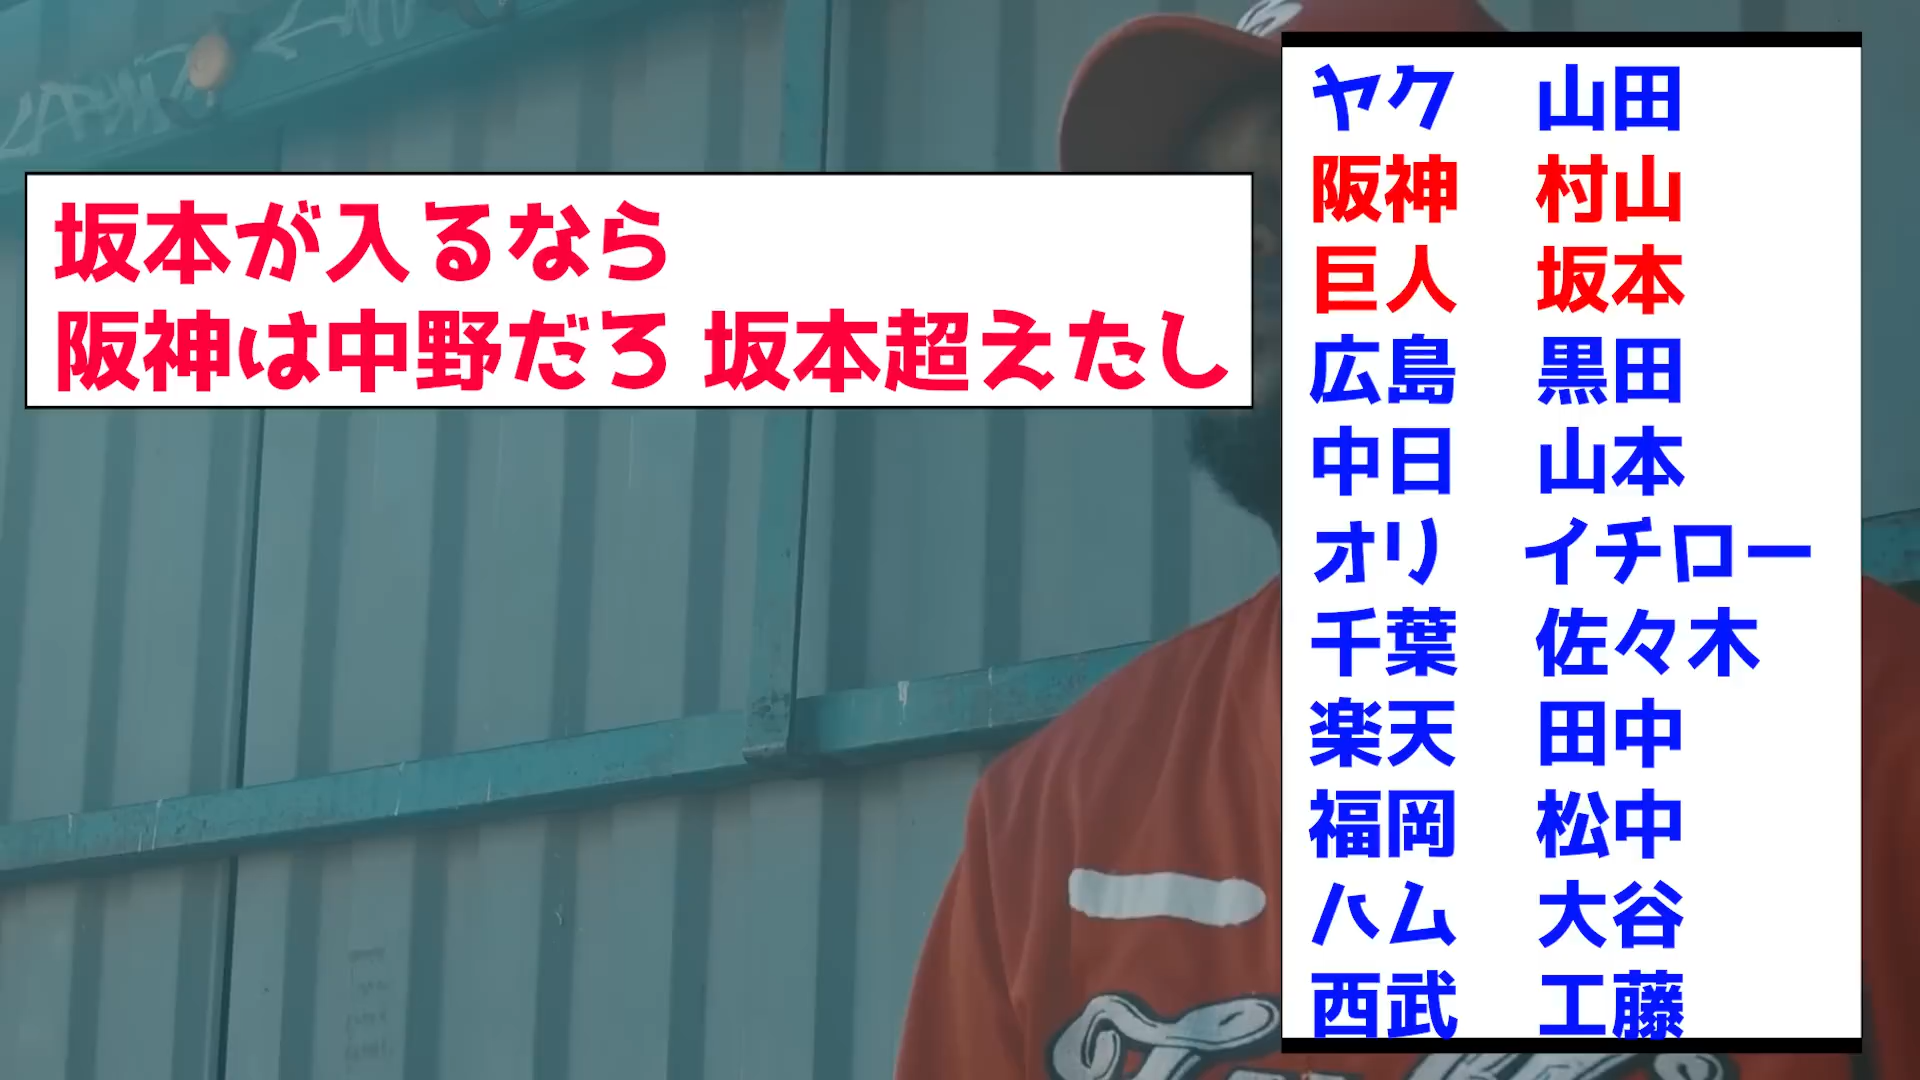 坂本が入るなら
阪神は中野だろ 坂本超えたし
ヤク 山田
阪神 村山
巨人 坂本
広島 黒田
中日 山本
オリ イチロー
千葉 佐々木
楽天 田中
福岡 松中
ハム 大谷
西武 工藤